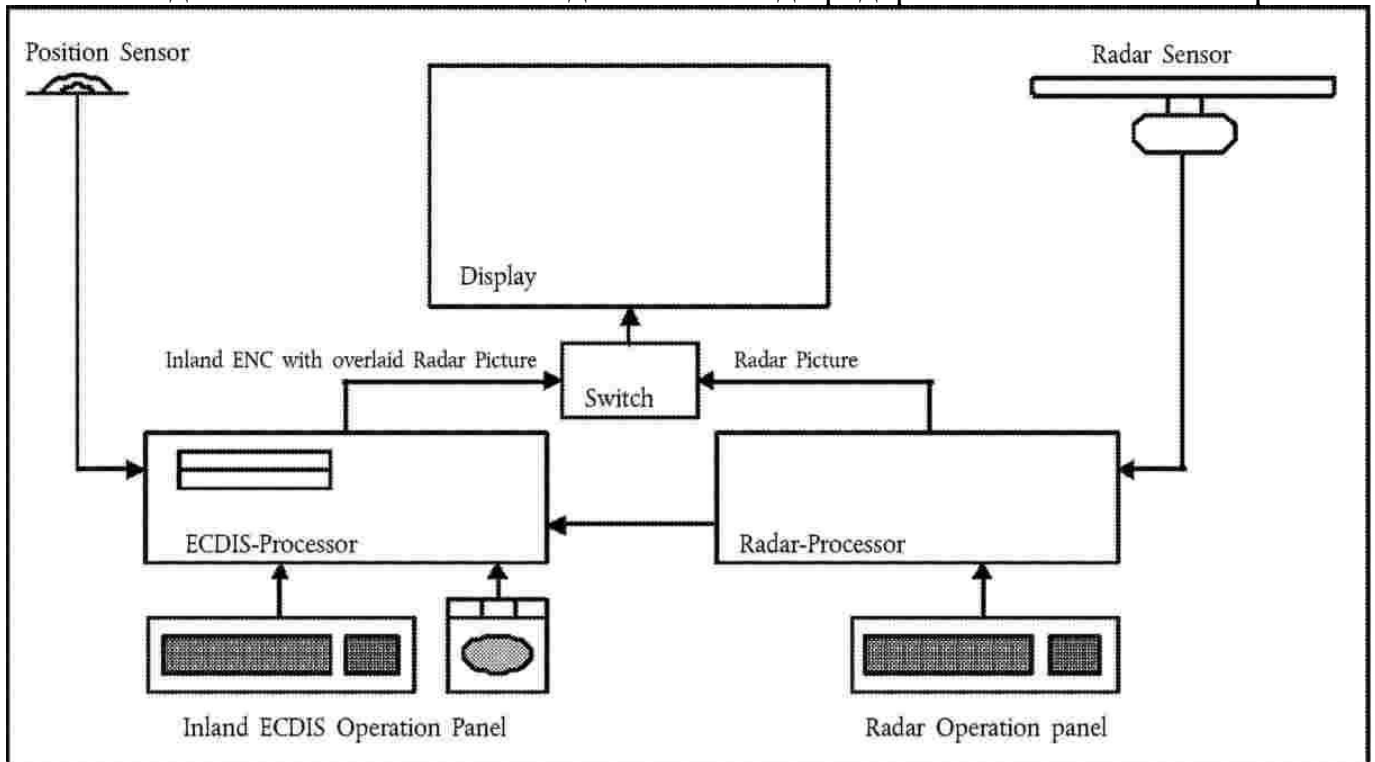 Position Sensor
Radar Sensor
Display
Inland ENC with overlaid Radar Picture
Radar Picture
Switch
ECDIS-Processor
Radar-Processor
Inland ECDIS Operation Panel
Radar Operation panel